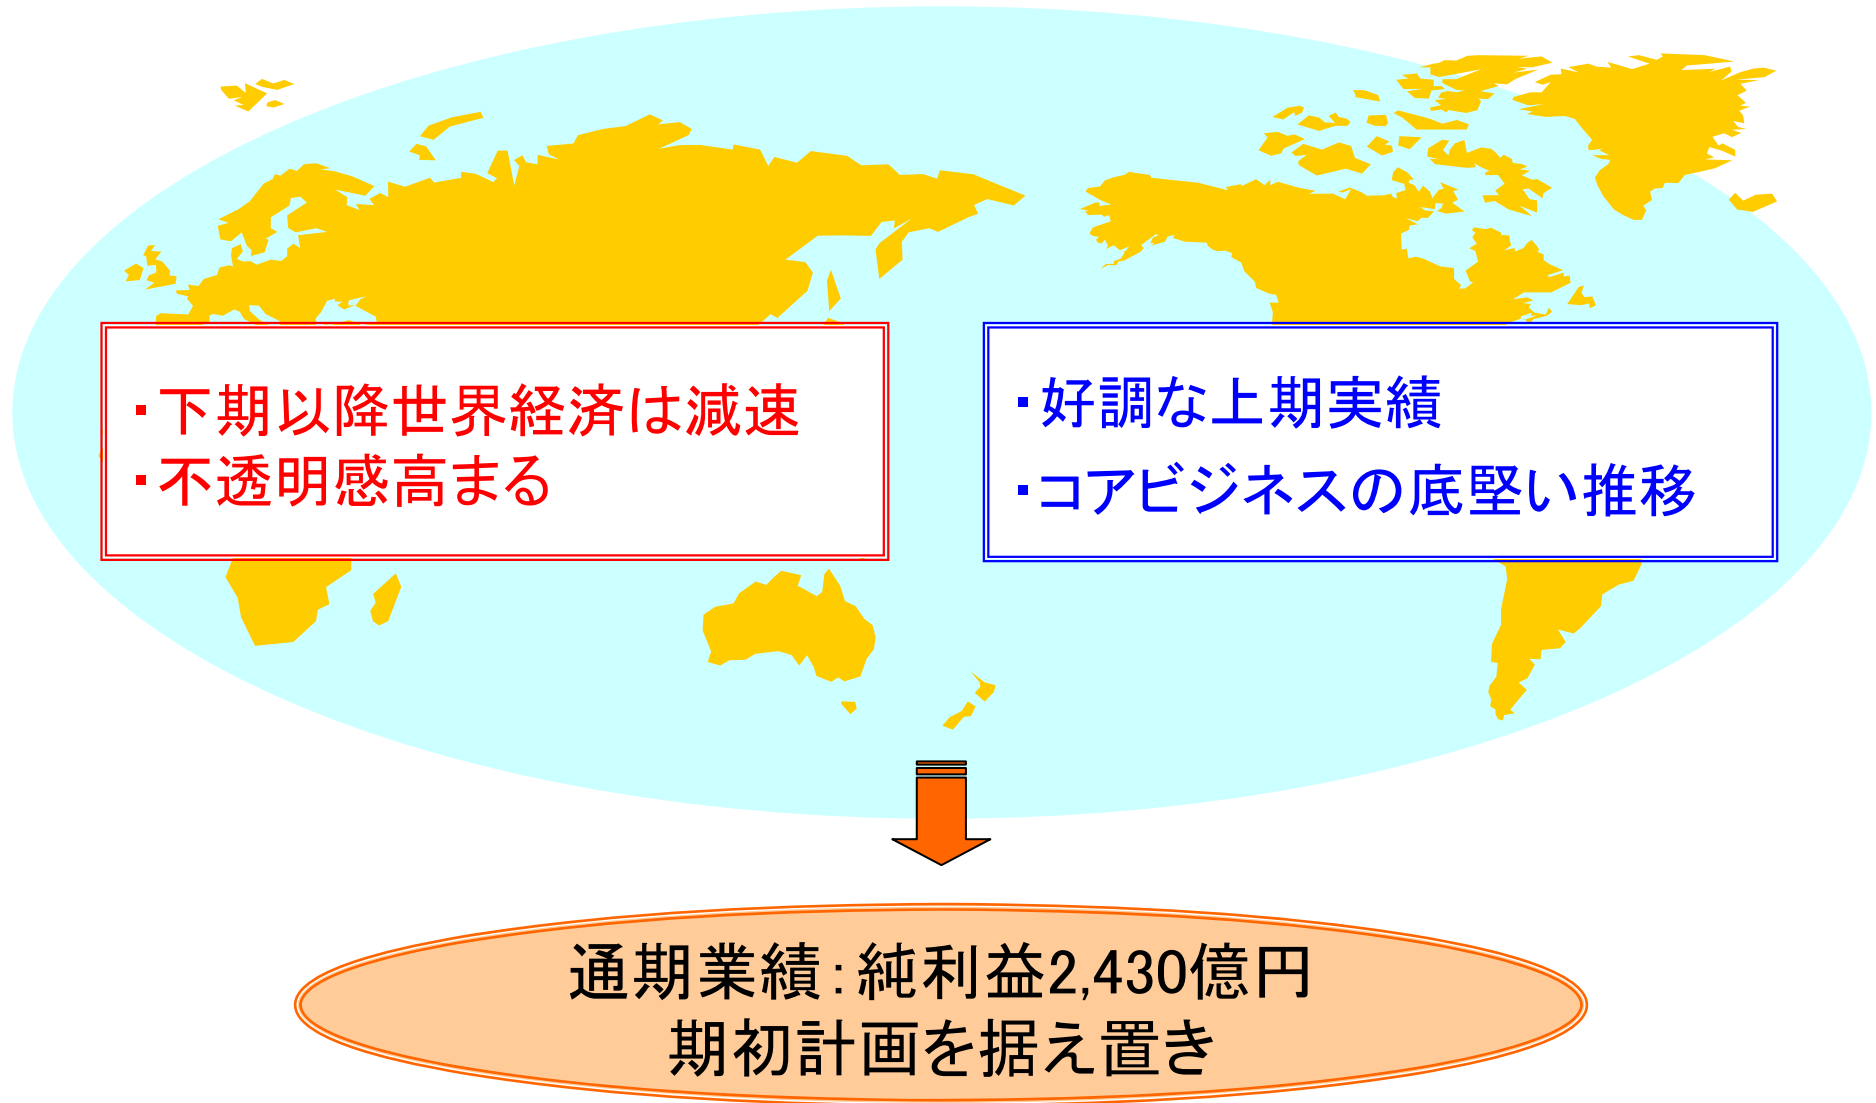 ・下期以降世界経済は減速
・不透明感高まる
・好調な上期実績
・コアビジネスの底堅い推移
通期業績：純利益2,430億円
期初計画を据え置き